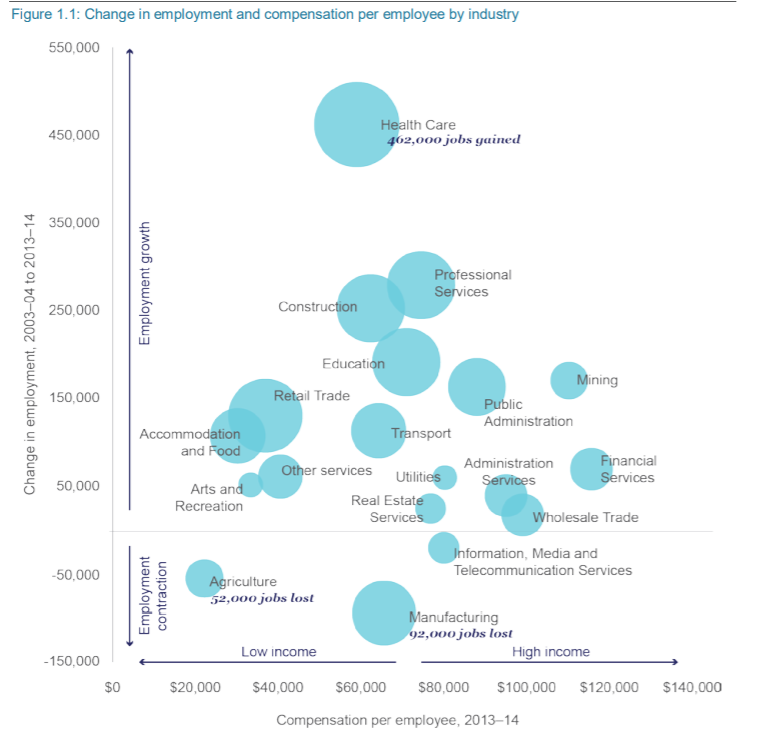 Figure 1.1: Change in employment and compensation per employee by industry
550,000
450,000
350,000
250,000
150,000
50,000
-50,000
-150,000
Change in employment, 2003–04 to 2013–14
Employment growth
Employment contraction
Health Care
462,000 jobs gained
Professional
Services
Construction
Education
Mining
Retail Trade
Public
Administration
Accommodation
and Food
Transport
Other services
Utilities
Administration
Services
Financial
Services
Arts and
Recreation
Real Estate
Services
Wholesale Trade
Information, Media and
Telecommunication Services
Agriculture
52,000 jobs lost
Manufacturing
92,000 jobs lost
Low income
High income
$0
$20,000
$40,000
$60,000
$80,000
$100,000
$120,000
$140,000
Compensation per employee, 2013–14